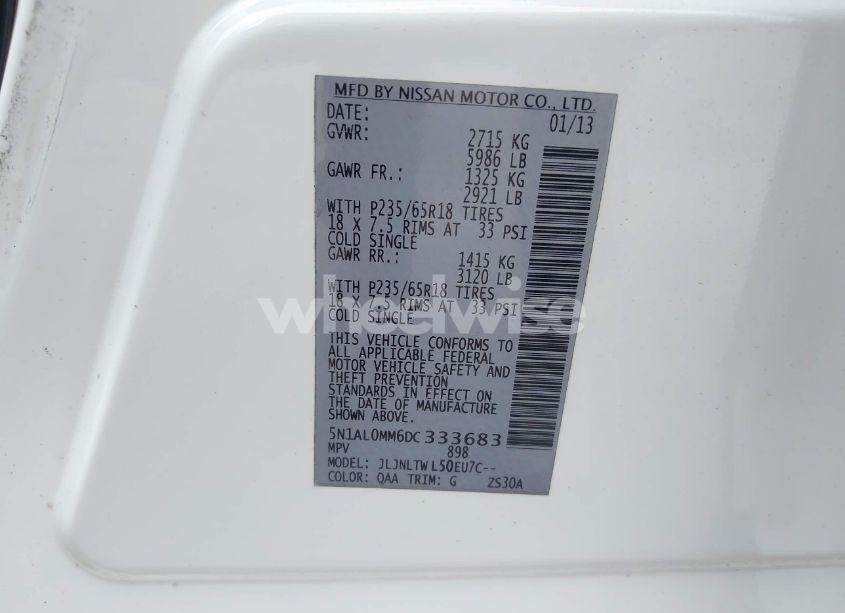 MFD BY NISSAN MOTOR CO., LTD.
DATE: 01/13
GVWR: 2715 KG
5986 LB
GAWR FR.: 1325 KG
2921 LB
WITH P235/65R18 TIRES
18 X 7.5 RIMS AT 33 PSI
COLD SINGLE
GAWR RR.: 1415 KG
3120 LB
WITH P235/65R18 TIRES
18 X 7.5 RIMS AT 33 PSI
COLD SINGLE
wheelwise
THIS VEHICLE CONFORMS TO
ALL APPLICABLE FEDERAL
MOTOR VEHICLE SAFETY AND
THEFT PREVENTION
STANDARDS IN EFFECT ON
THE DATE OF MANUFACTURE
SHOWN ABOVE.
5N1AL0MM6DC333683
MPV 898
MODEL: JLJNLTW L50EU7C--
COLOR: QAA TRIM: G ZS30A